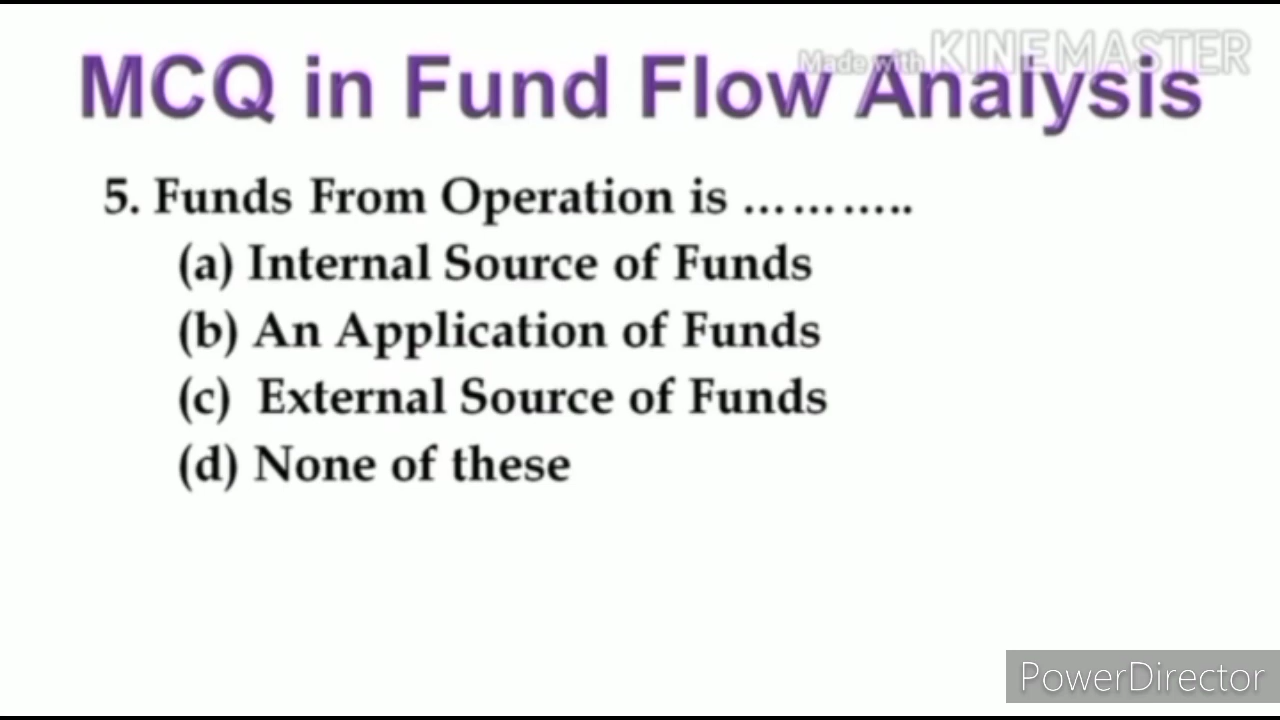 Made with KINEMASTER
MCQ in Fund Flow Analysis
5. Funds From Operation is ………..
(a) Internal Source of Funds
(b) An Application of Funds
(c) External Source of Funds
(d) None of these
PowerDirector